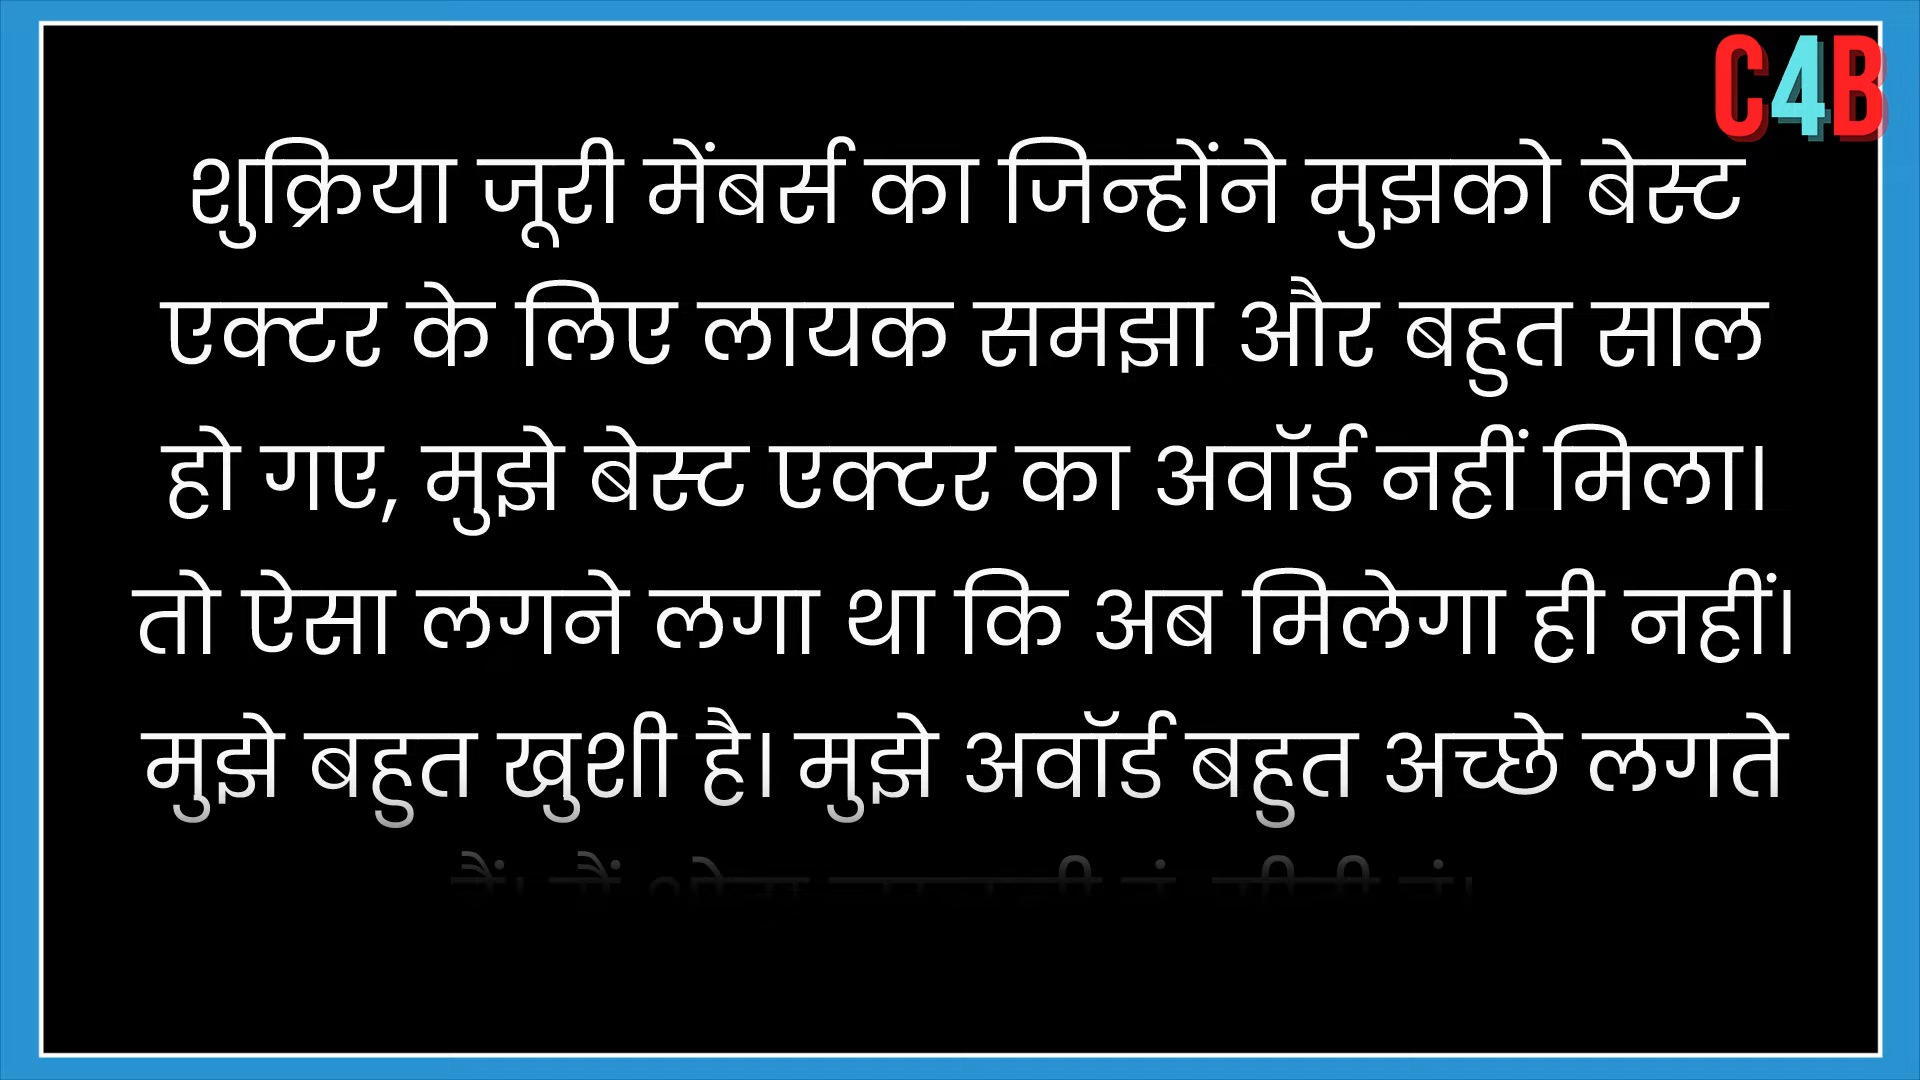 C4B
शुक्रिया जूरी मेंबर्स का जिन्होंने मुझको बेस्ट
एक्टर के लिए लायक समझा और बहुत साल
हो गए, मुझे बेस्ट एक्टर का अवॉर्ड नहीं मिला।
तो ऐसा लगने लगा था कि अब मिलेगा ही नहीं।
मुझे बहुत खुशी है। मुझे अवॉर्ड बहुत अच्छे लगते